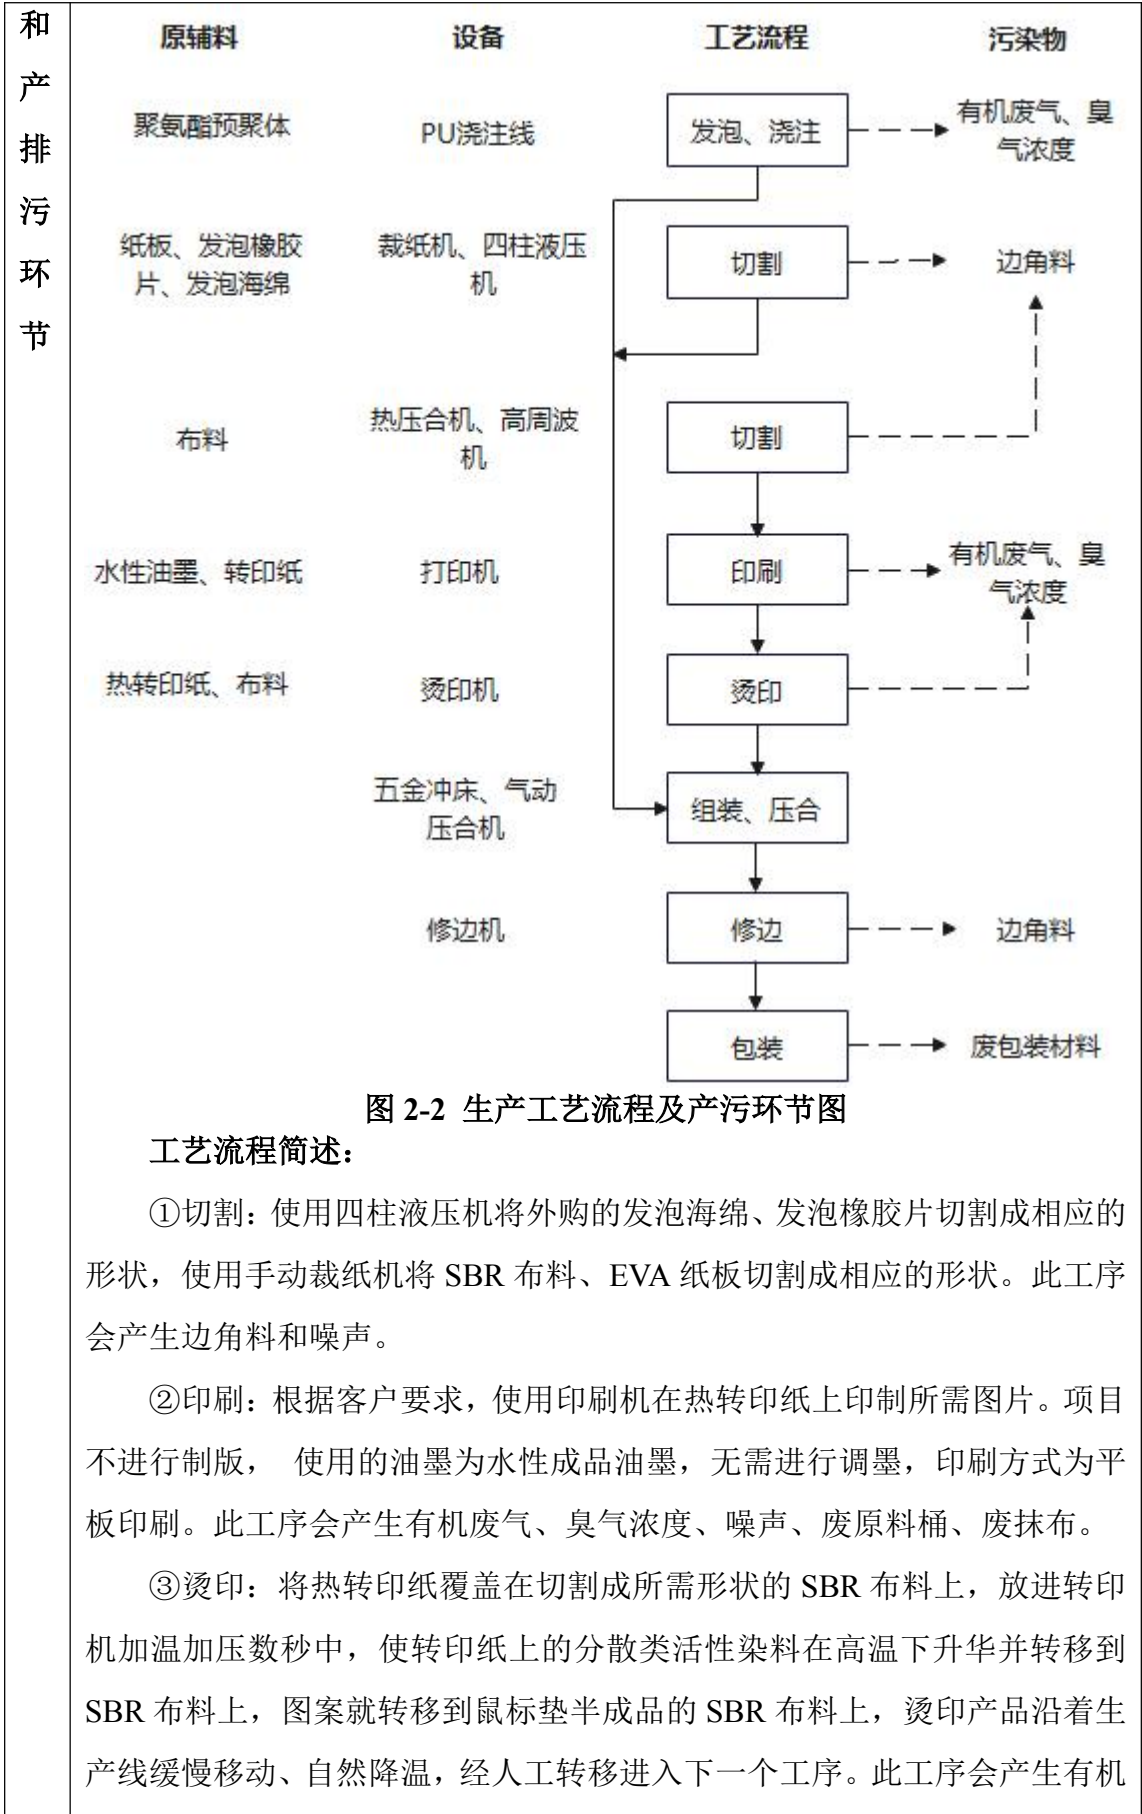 和
产
排
污
环
节
原辅料 设备 工艺流程 污染物
聚氨酯预聚体 PU浇注线 发泡、浇注 有机废气、臭
气浓度
纸板、发泡橡胶 裁纸机、四柱液压 切割 边角料
片、发泡海绵 机
布料 热压合机、高周波 切割
机
水性油墨、转印纸 打印机 印刷 有机废气、臭
气浓度
热转印纸、布料 烫印机 烫印
五金冲床、气动 组装、压合
压合机
修边机 修边 边角料
包装 废包装材料
图 2-2 生产工艺流程及产污环节图
工艺流程简述：
①切割：使用四柱液压机将外购的发泡海绵、发泡橡胶片切割成相应的
形状，使用手动裁纸机将 SBR 布料、EVA 纸板切割成相应的形状。此工序
会产生边角料和噪声。
②印刷：根据客户要求，使用印刷机在热转印纸上印制所需图片。项目
不进行制版， 使用的油墨为水性成品油墨，无需进行调墨，印刷方式为平
板印刷。此工序会产生有机废气、臭气浓度、噪声、废原料桶、废抹布。
③烫印：将热转印纸覆盖在切割成所需形状的 SBR 布料上，放进转印
机加温加压数秒中，使转印纸上的分散类活性染料在高温下升华并转移到
SBR 布料上，图案就转移到鼠标垫半成品的 SBR 布料上，烫印产品沿着生
产线缓慢移动、自然降温，经人工转移进入下一个工序。此工序会产生有机